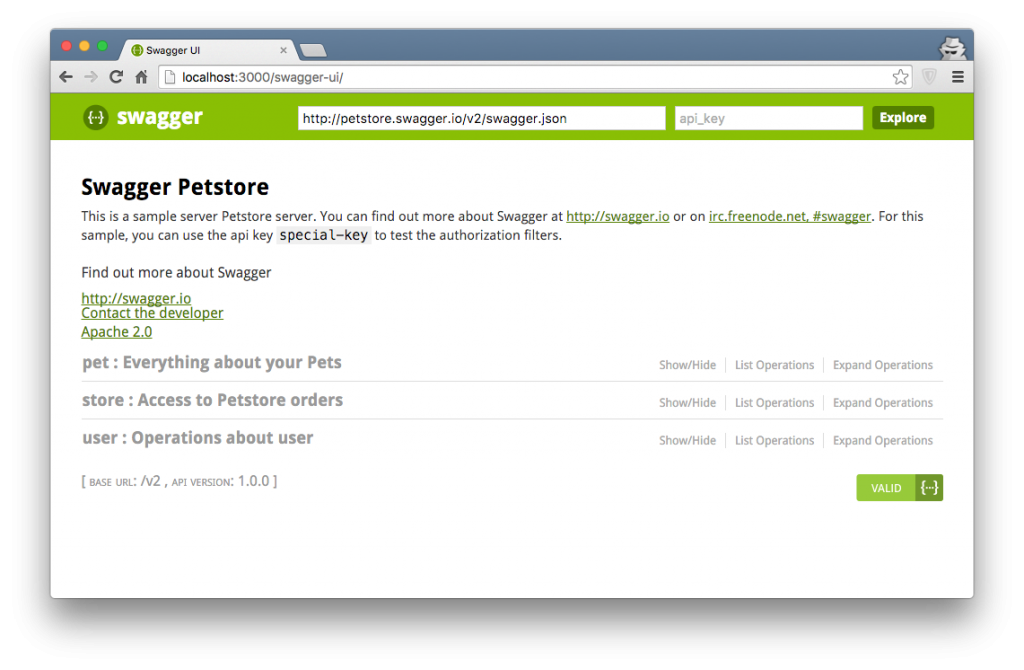 Swagger UI
localhost:3000/swagger-ui/
{···} swagger
http://petstore.swagger.io/v2/swagger.json
api_key
Explore
Swagger Petstore
This is a sample server Petstore server. You can find out more about Swagger at http://swagger.io or on irc.freenode.net, #swagger. For this
sample, you can use the api key special-key to test the authorization filters.
Find out more about Swagger
http://swagger.io
Contact the developer
Apache 2.0
pet : Everything about your Pets Show/Hide List Operations Expand Operations
store : Access to Petstore orders Show/Hide List Operations Expand Operations
user : Operations about user Show/Hide List Operations Expand Operations
[ BASE URL: /v2 , API VERSION: 1.0.0 ]
VALID {···}